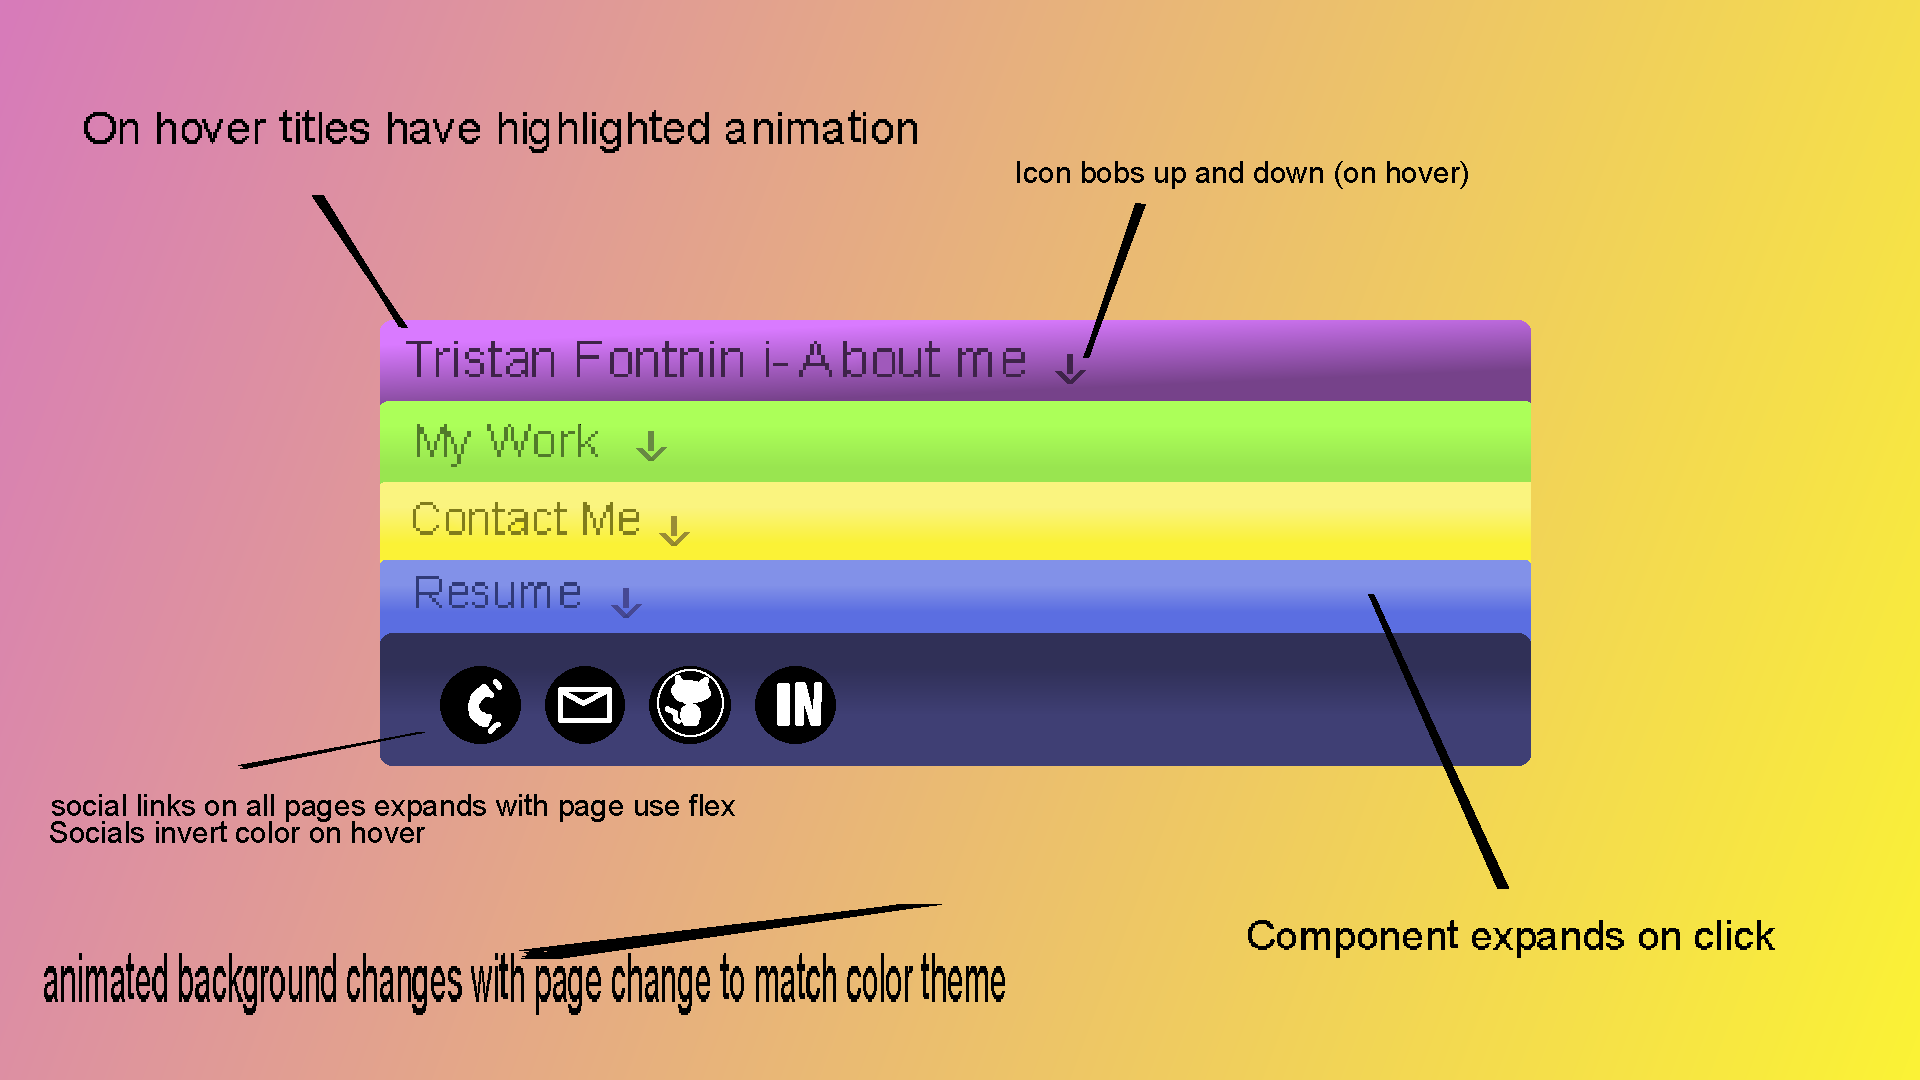 On hover titles have highlighted animation
Icon bobs up and down (on hover)
Tristan Fontnin i- About me
My Work
Contact Me
Resume
IN
social links on all pages expands with page use flex
Socials invert color on hover
Component expands on click
animated background changes with page change to match color theme